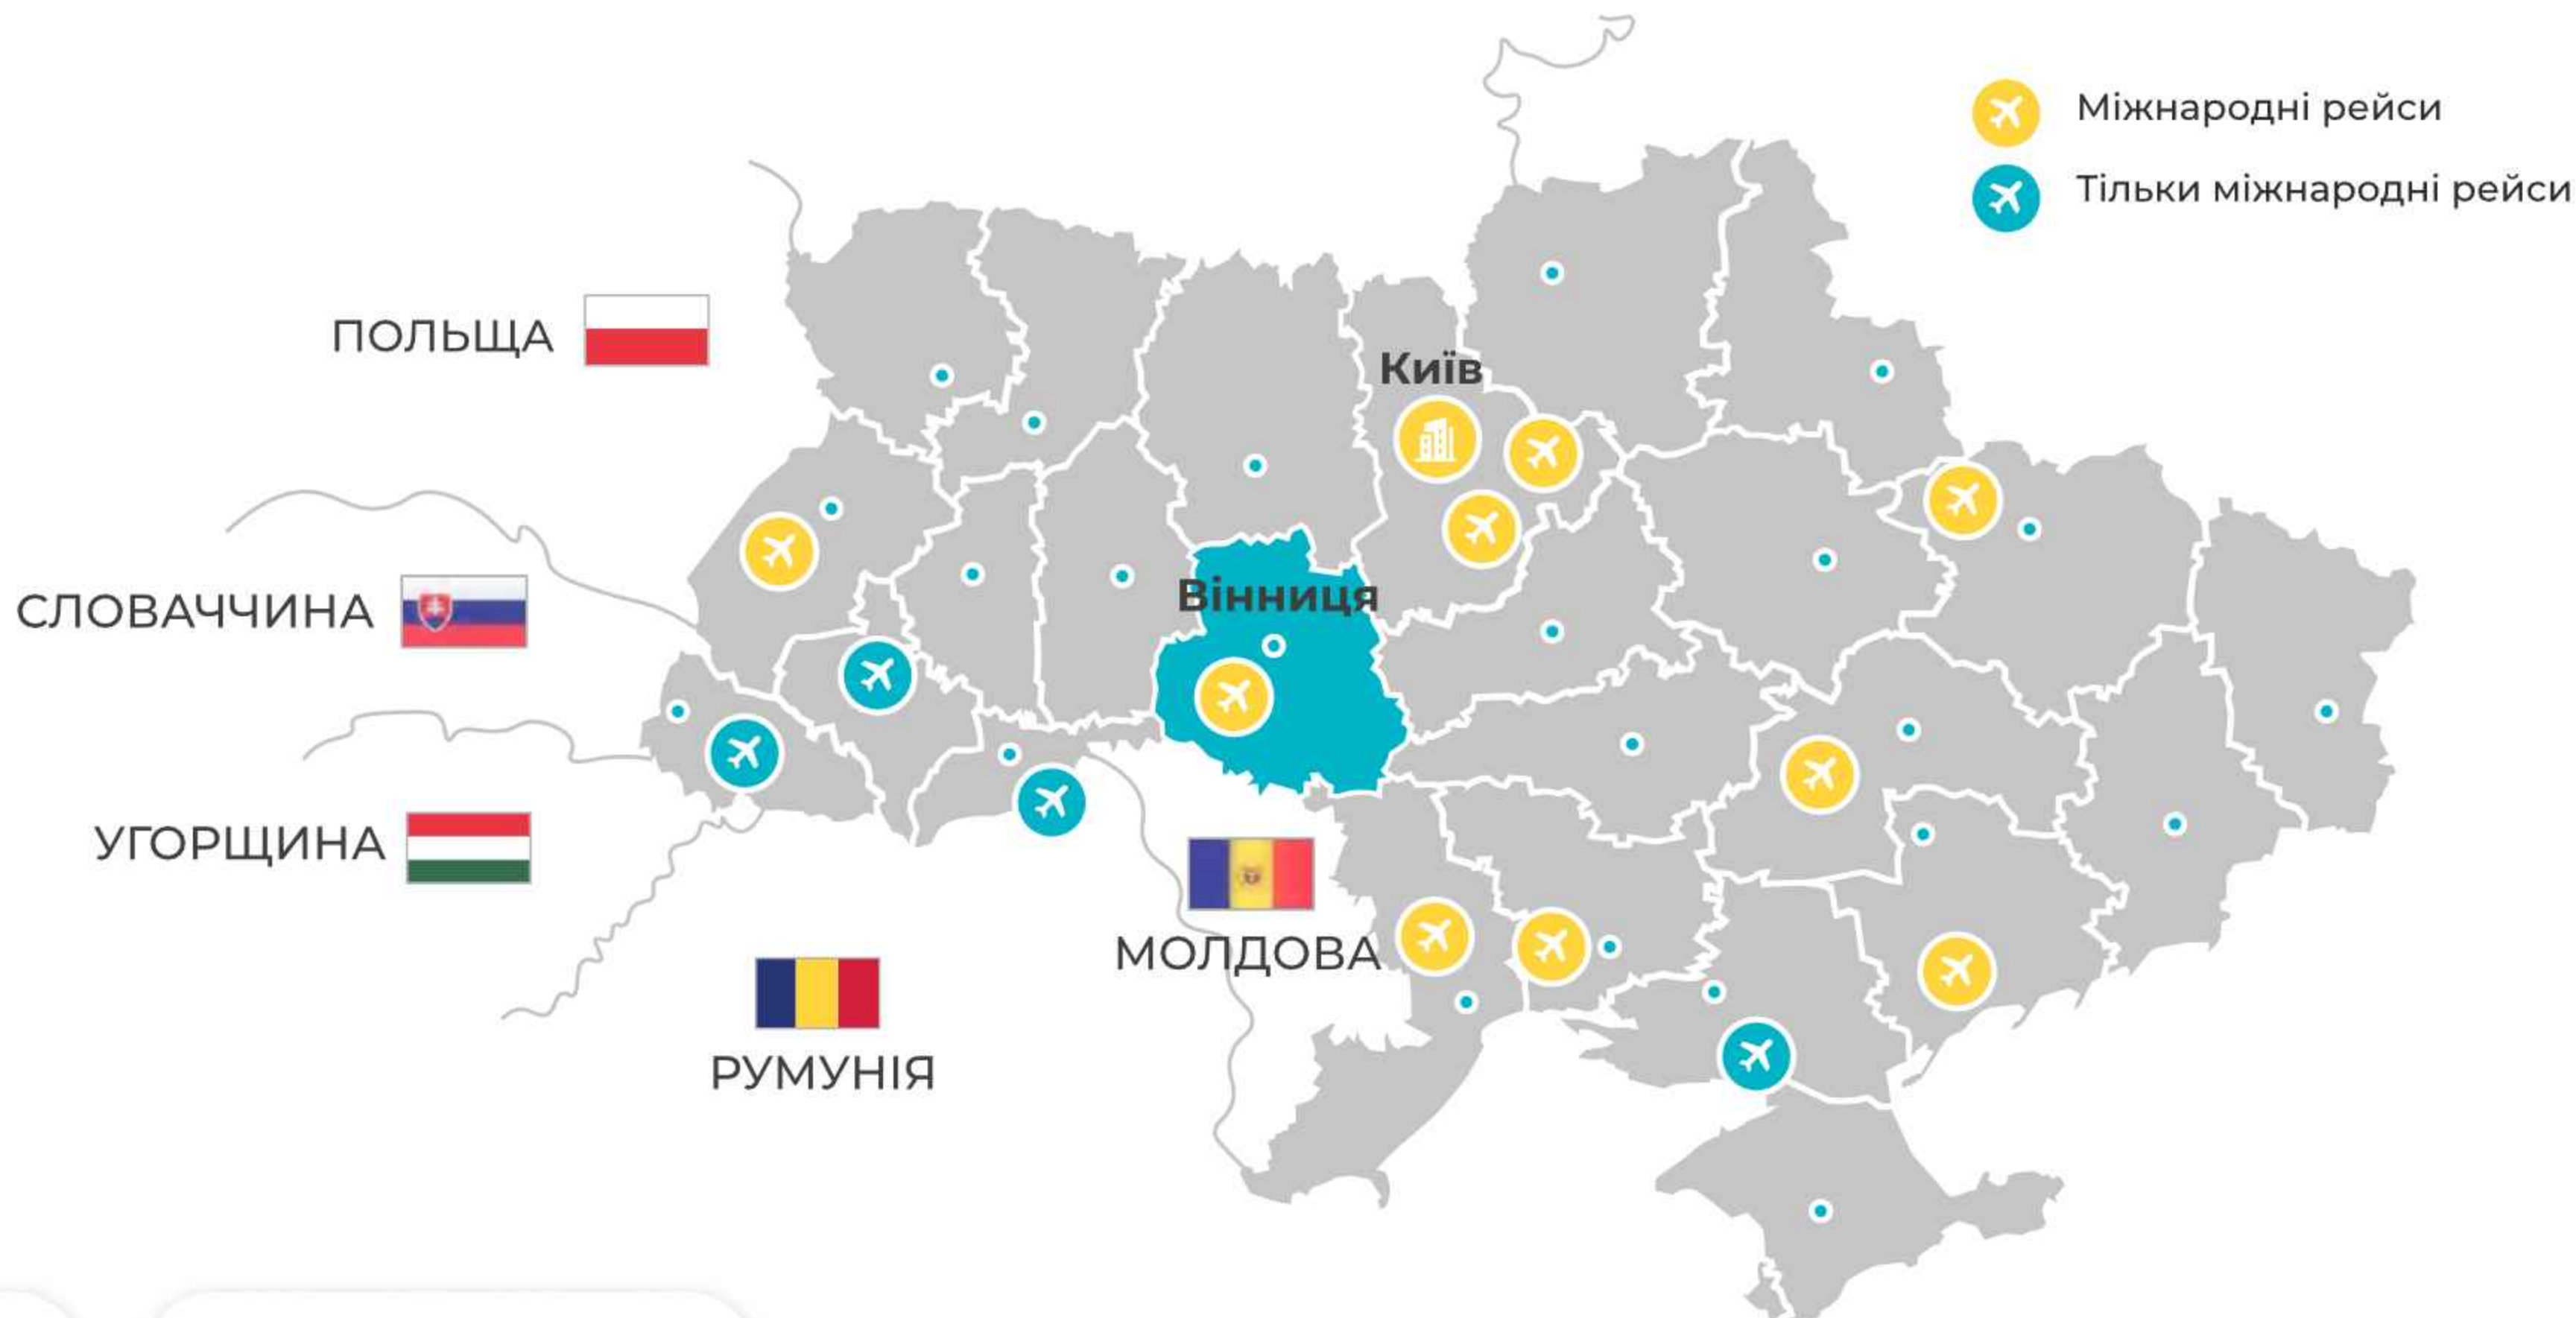 Міжнародні рейси
Тільки міжнародні рейси
ПОЛЬЩА
Київ
СЛОВАЧЧИНА
Вінниця
УГОРЩИНА
МОЛДОВА
РУМУНІЯ